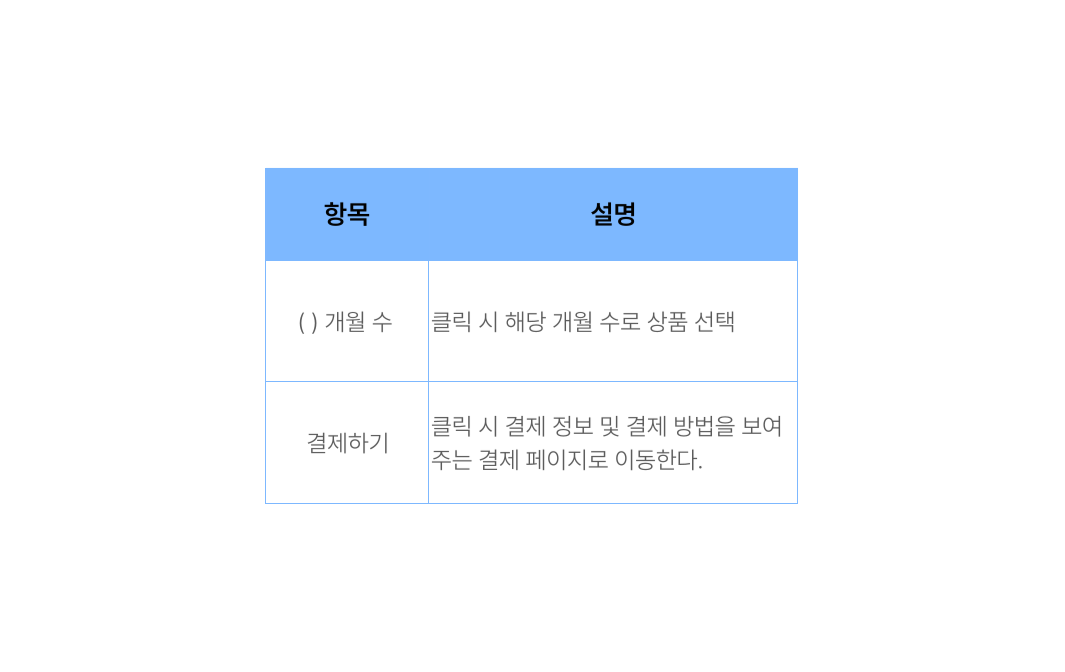 항목 설명
( ) 개월 수 클릭 시 해당 개월 수로 상품 선택
결제하기 클릭 시 결제 정보 및 결제 방법을 보여
주는 결제 페이지로 이동한다.